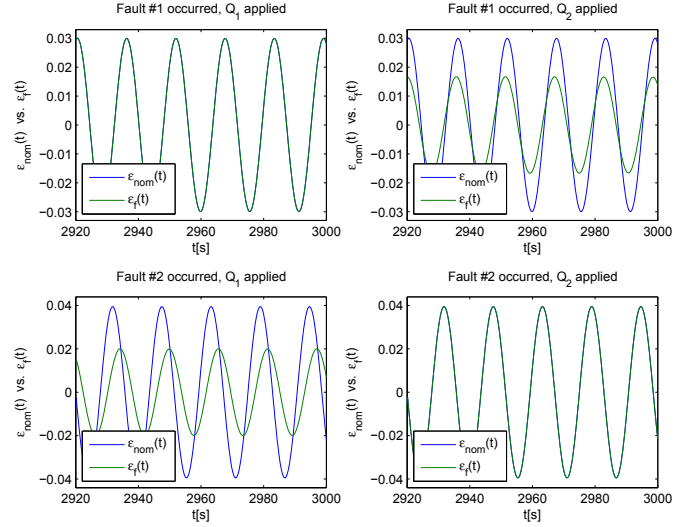 Fault #1 occurred, Q1 applied
0.03
0.02
0.01
0
−0.01
−0.02
−0.03
εnom(t) vs. εf(t)
εnom(t)
εf(t)
2920 2940 2960 2980 3000
t[s]
Fault #1 occurred, Q2 applied
0.03
0.02
0.01
0
−0.01
−0.02
−0.03
εnom(t) vs. εf(t)
εnom(t)
εf(t)
2920 2940 2960 2980 3000
t[s]
Fault #2 occurred, Q1 applied
0.04
0.02
0
−0.02
−0.04
εnom(t) vs. εf(t)
εnom(t)
εf(t)
2920 2940 2960 2980 3000
t[s]
Fault #2 occurred, Q2 applied
0.04
0.02
0
−0.02
−0.04
εnom(t) vs. εf(t)
εnom(t)
εf(t)
2920 2940 2960 2980 3000
t[s]